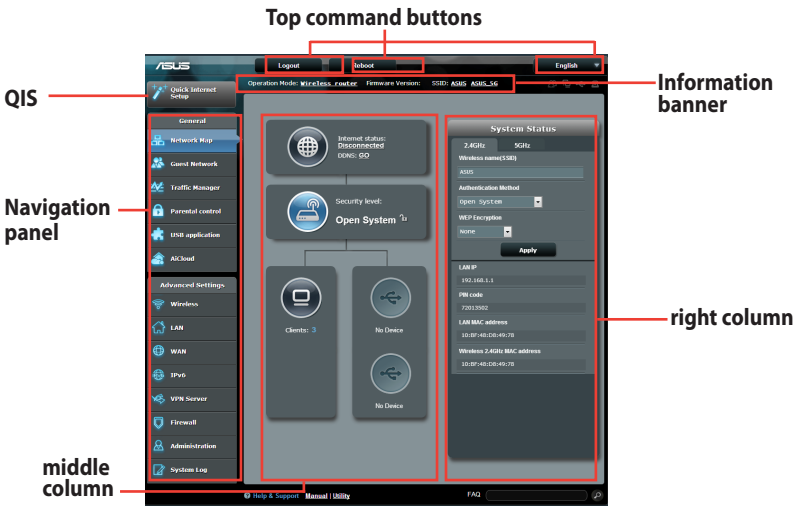 Top command buttons
ASUS
Logout
Reboot
English
Operation Mode: Wireless router Firmware Version: SSID: ASUS ASUS_5G
Information
banner
QIS
Quick Internet
Setup
General
Network Map
Guest Network
Traffic Manager
Parental control
USB application
AiCloud
Navigation
panel
Advanced Settings
Wireless
LAN
WAN
IPv6
VPN Server
Firewall
Administration
System Log
Internet status:
Disconnected
DDNS: GO
Security level:
Open System
Clients: 3
No Device
No Device
System Status
2.4GHz 5GHz
Wireless name(SSID)
ASUS
Authentication Method
Open System
WEP Encryption
None
Apply
LAN IP
192.168.1.1
PIN code
72013502
LAN MAC address
10:BF:48:D8:49:78
Wireless 2.4GHz MAC address
10:BF:48:D8:49:78
right column
middle
column
Help & Support Manual | Utility
FAQ